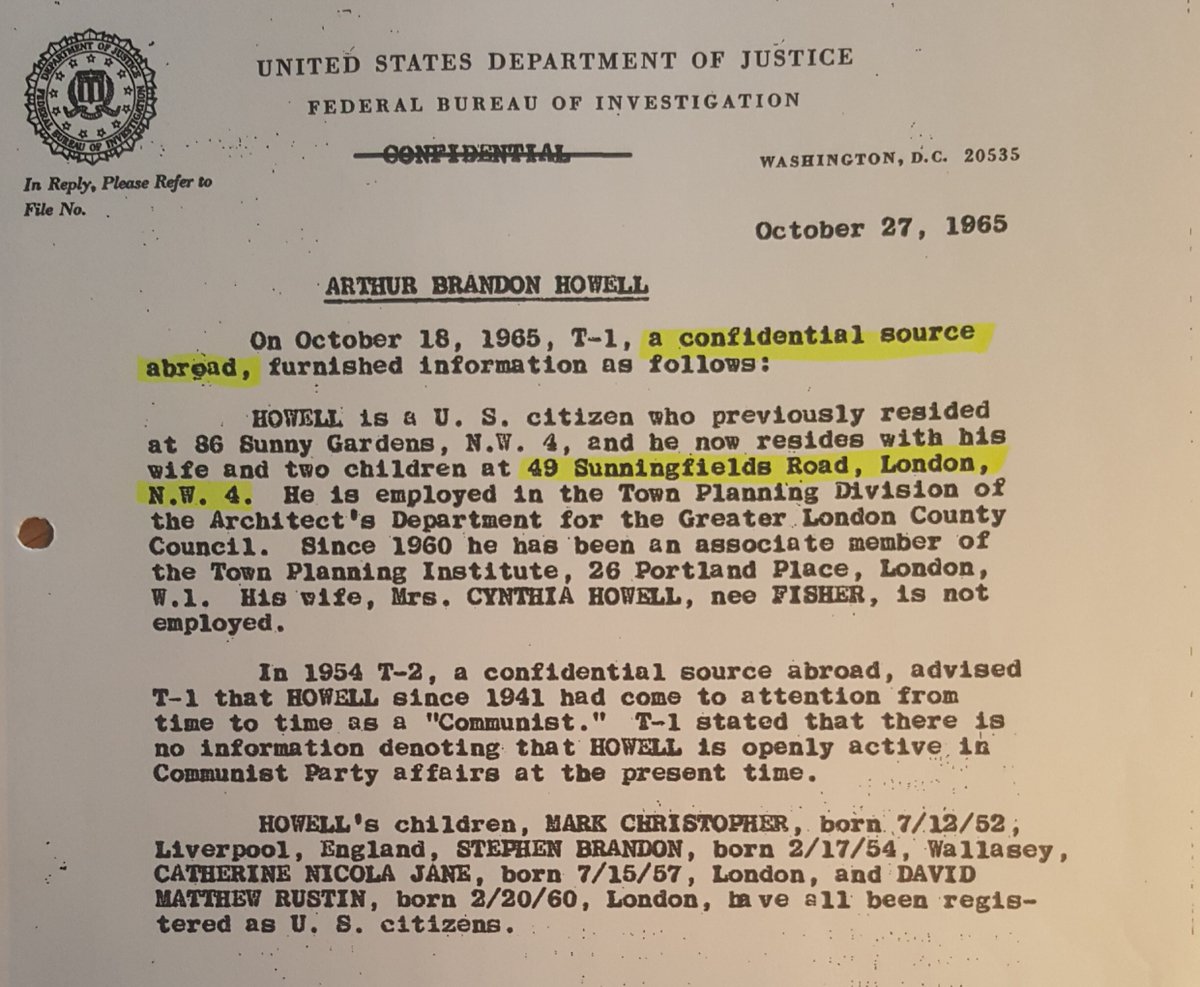 DEPARTMENT OF JUSTICE
FEDERAL BUREAU OF INVESTIGATION
UNITED STATES DEPARTMENT OF JUSTICE
FEDERAL BUREAU OF INVESTIGATION
CONFIDENTIAL
WASHINGTON, D.C. 20535
In Reply, Please Refer to
File No.
October 27, 1965
ARTHUR BRANDON HOWELL
On October 18, 1965, T-1, a confidential source
abroad, furnished information as follows:
HOWELL is a U. S. citizen who previously resided
at 86 Sunny Gardens, N.W. 4, and he now resides with his
wife and two children at 49 Sunningfields Road, London,
N.W. 4. He is employed in the Town Planning Division of
the Architect's Department for the Greater London County
Council. Since 1960 he has been an associate member of
the Town Planning Institute, 26 Portland Place, London,
W.1. His wife, Mrs. CYNTHIA HOWELL, nee FISHER, is not
employed.
In 1954 T-2, a confidential source abroad, advised
T-1 that HOWELL since 1941 had come to attention from
time to time as a "Communist." T-1 stated that there is
no information denoting that HOWELL is openly active in
Communist Party affairs at the present time.
HOWELL's children, MARK CHRISTOPHER, born 7/12/52,
Liverpool, England, STEPHEN BRANDON, born 2/17/54, Wallasey,
CATHERINE NICOLA JANE, born 7/15/57, London, and DAVID
MATTHEW RUSTIN, born 2/20/60, London, have all been regis-
tered as U. S. citizens.